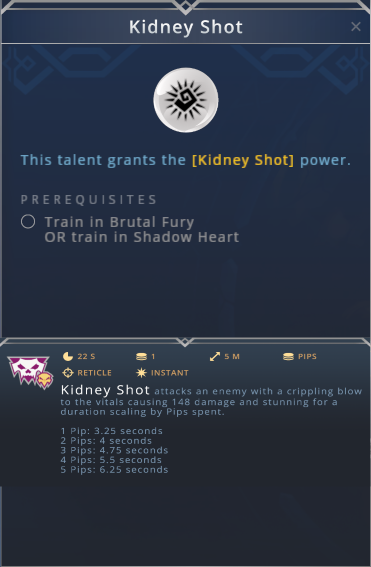 Kidney Shot
This talent grants the [Kidney Shot] power.
PREREQUISITES
Train in Brutal Fury
OR train in Shadow Heart
22 S 1 5 M PIPS
RETICLE INSTANT
Kidney Shot attacks an enemy with a crippling blow
to the vitals causing 148 damage and stunning for a
duration scaling by Pips spent.
1 Pip: 3.25 seconds
2 Pips: 4 seconds
3 Pips: 4.75 seconds
4 Pips: 5.5 seconds
5 Pips: 6.25 seconds